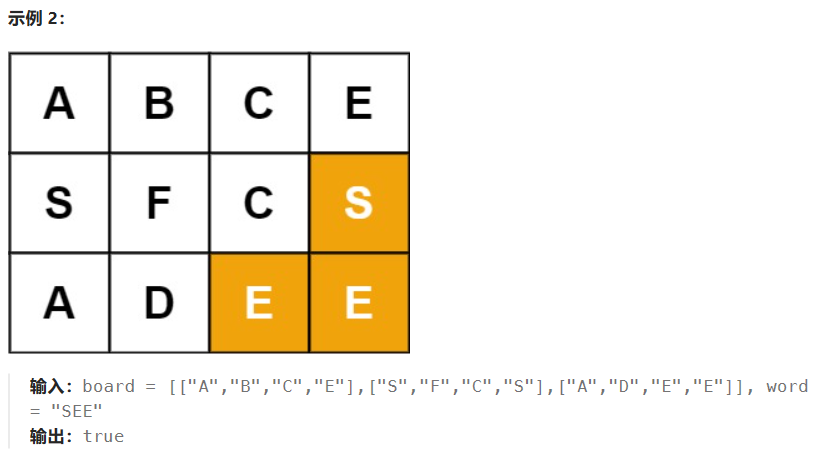 示例 2：
A B C E
S F C S
A D E E
输入：board = [["A","B","C","E"],["S","F","C","S"],["A","D","E","E"]], word
= "SEE"
输出：true